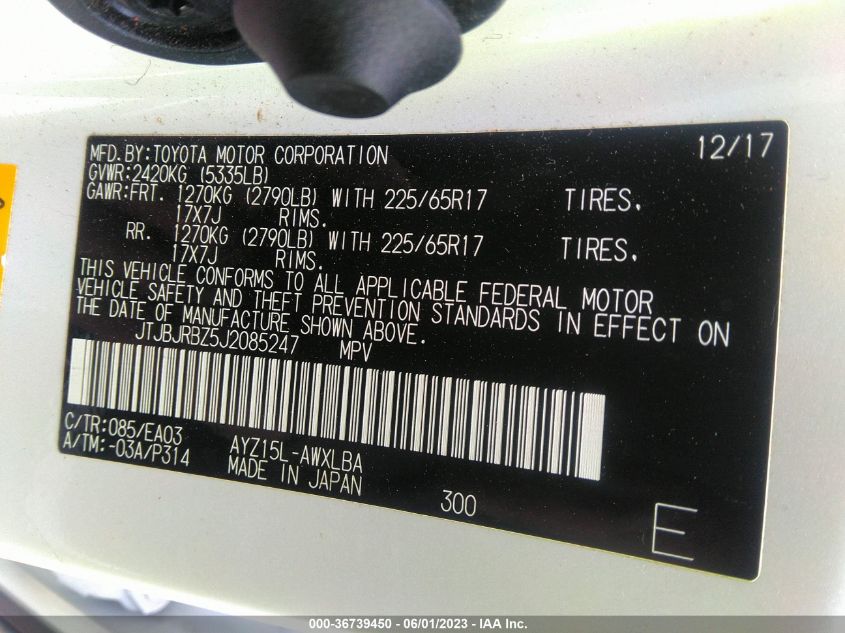 MFD.BY:TOYOTA MOTOR CORPORATION 12/17
GVWR:2420KG (5335LB)
GAWR:FRT. 1270KG (2790LB) WITH 225/65R17 TIRES,
17X7J RIMS.
RR. 1270KG (2790LB) WITH 225/65R17 TIRES,
17X7J RIMS.
THIS VEHICLE CONFORMS TO ALL APPLICABLE FEDERAL MOTOR
VEHICLE SAFETY AND THEFT PREVENTION STANDARDS IN EFFECT ON
THE DATE OF MANUFACTURE SHOWN ABOVE.
JTJBJRBZ5J2085247 MPV
C/TR:085/EA03
A/TM:-03A/P314
AYZ15L-AWXLBA
MADE IN JAPAN
300
E
000-36739450 - 06/01/2023 - IAA Inc.